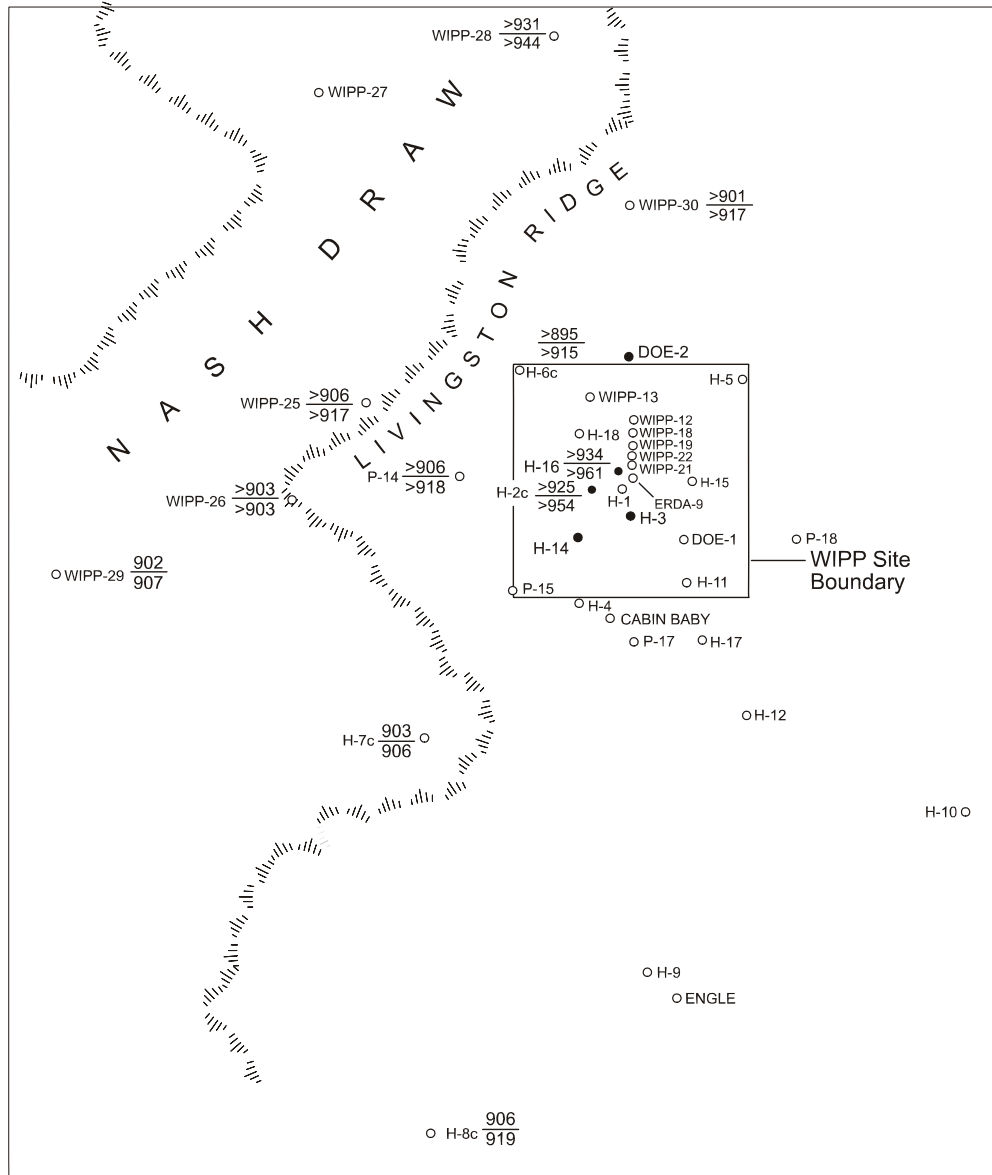 WIPP-28 >931
>944
WIPP-27
NASH DRAW
LIVINGSTON RIDGE
WIPP-30 >901
>917
>895
>915
DOE-2
H-6c
H-5
WIPP-13
WIPP-25 >906
>917
WIPP-12
WIPP-18
H-18
WIPP-19
WIPP-22
WIPP-21
H-16 >934
>961
P-14 >906
>918
H-15
H-2c >925
>954
H-1
ERDA-9
WIPP-26 >903
>903
H-3
H-14
DOE-1
P-18
WIPP Site
Boundary
WIPP-29 902
907
H-11
P-15
H-4
CABIN BABY
P-17
H-17
H-12
H-7c 903
906
H-10
H-9
ENGLE
H-8c 906
919